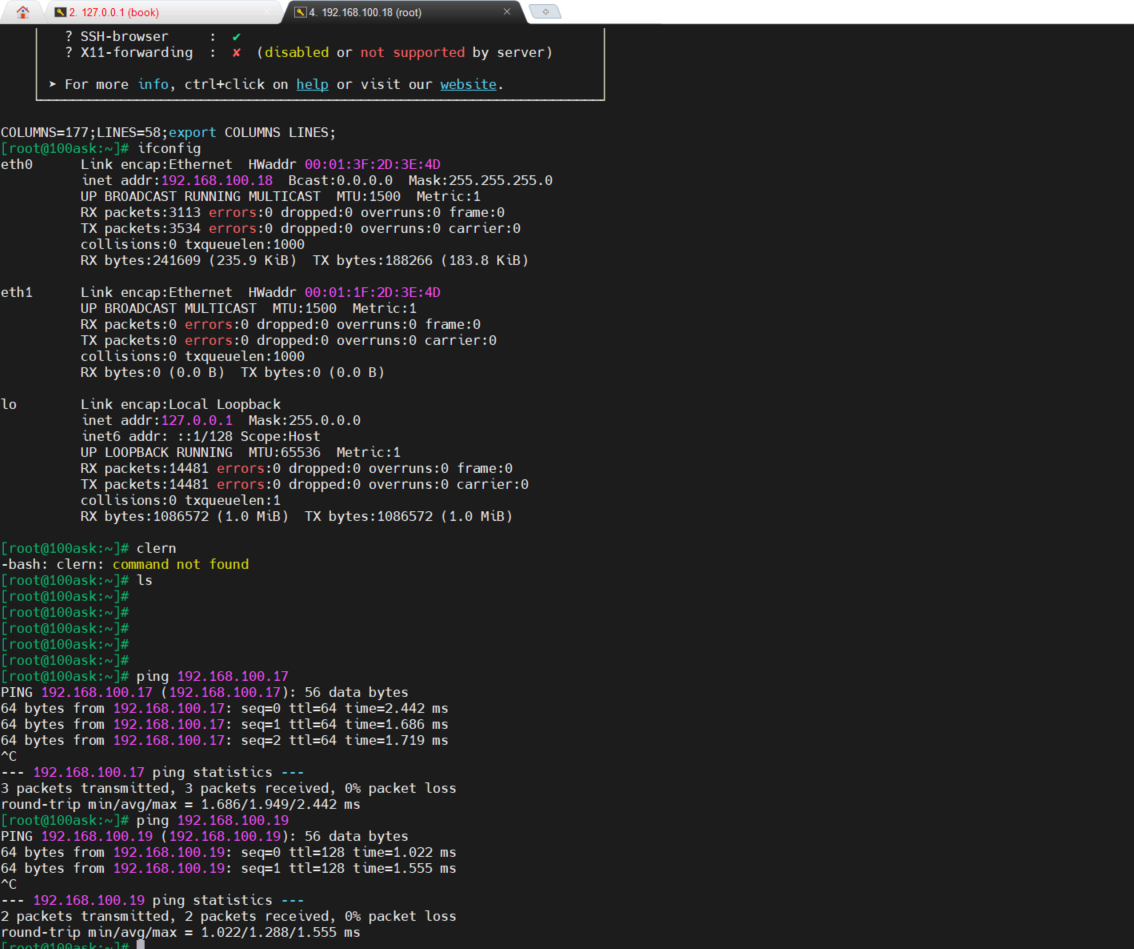 2. 127.0.0.1 (book)
4. 192.168.100.18 (root)
? SSH-browser : ✔
? X11-forwarding : ✘ (disabled or not supported by server)
➤ For more info, ctrl+click on help or visit our website.
COLUMNS=177;LINES=58;export COLUMNS LINES;
[root@100ask:~]# ifconfig
eth0 Link encap:Ethernet HWaddr 00:01:3F:2D:3E:4D
inet addr:192.168.100.18 Bcast:0.0.0.0 Mask:255.255.255.0
UP BROADCAST RUNNING MULTICAST MTU:1500 Metric:1
RX packets:3113 errors:0 dropped:0 overruns:0 frame:0
TX packets:3534 errors:0 dropped:0 overruns:0 carrier:0
collisions:0 txqueuelen:1000
RX bytes:241609 (235.9 KiB) TX bytes:188266 (183.8 KiB)
eth1 Link encap:Ethernet HWaddr 00:01:1F:2D:3E:4D
UP BROADCAST MULTICAST MTU:1500 Metric:1
RX packets:0 errors:0 dropped:0 overruns:0 frame:0
TX packets:0 errors:0 dropped:0 overruns:0 carrier:0
collisions:0 txqueuelen:1000
RX bytes:0 (0.0 B) TX bytes:0 (0.0 B)
lo Link encap:Local Loopback
inet addr:127.0.0.1 Mask:255.0.0.0
inet6 addr: ::1/128 Scope:Host
UP LOOPBACK RUNNING MTU:65536 Metric:1
RX packets:14481 errors:0 dropped:0 overruns:0 frame:0
TX packets:14481 errors:0 dropped:0 overruns:0 carrier:0
collisions:0 txqueuelen:1
RX bytes:1086572 (1.0 MiB) TX bytes:1086572 (1.0 MiB)
[root@100ask:~]# clern
-bash: clern: command not found
[root@100ask:~]# ls
[root@100ask:~]#
[root@100ask:~]#
[root@100ask:~]#
[root@100ask:~]#
[root@100ask:~]#
[root@100ask:~]# ping 192.168.100.17
PING 192.168.100.17 (192.168.100.17): 56 data bytes
64 bytes from 192.168.100.17: seq=0 ttl=64 time=2.442 ms
64 bytes from 192.168.100.17: seq=1 ttl=64 time=1.686 ms
64 bytes from 192.168.100.17: seq=2 ttl=64 time=1.719 ms
^C
--- 192.168.100.17 ping statistics ---
3 packets transmitted, 3 packets received, 0% packet loss
round-trip min/avg/max = 1.686/1.949/2.442 ms
[root@100ask:~]# ping 192.168.100.19
PING 192.168.100.19 (192.168.100.19): 56 data bytes
64 bytes from 192.168.100.19: seq=0 ttl=128 time=1.022 ms
64 bytes from 192.168.100.19: seq=1 ttl=128 time=1.555 ms
^C
--- 192.168.100.19 ping statistics ---
2 packets transmitted, 2 packets received, 0% packet loss
round-trip min/avg/max = 1.022/1.288/1.555 ms
[root@100ask:~]#